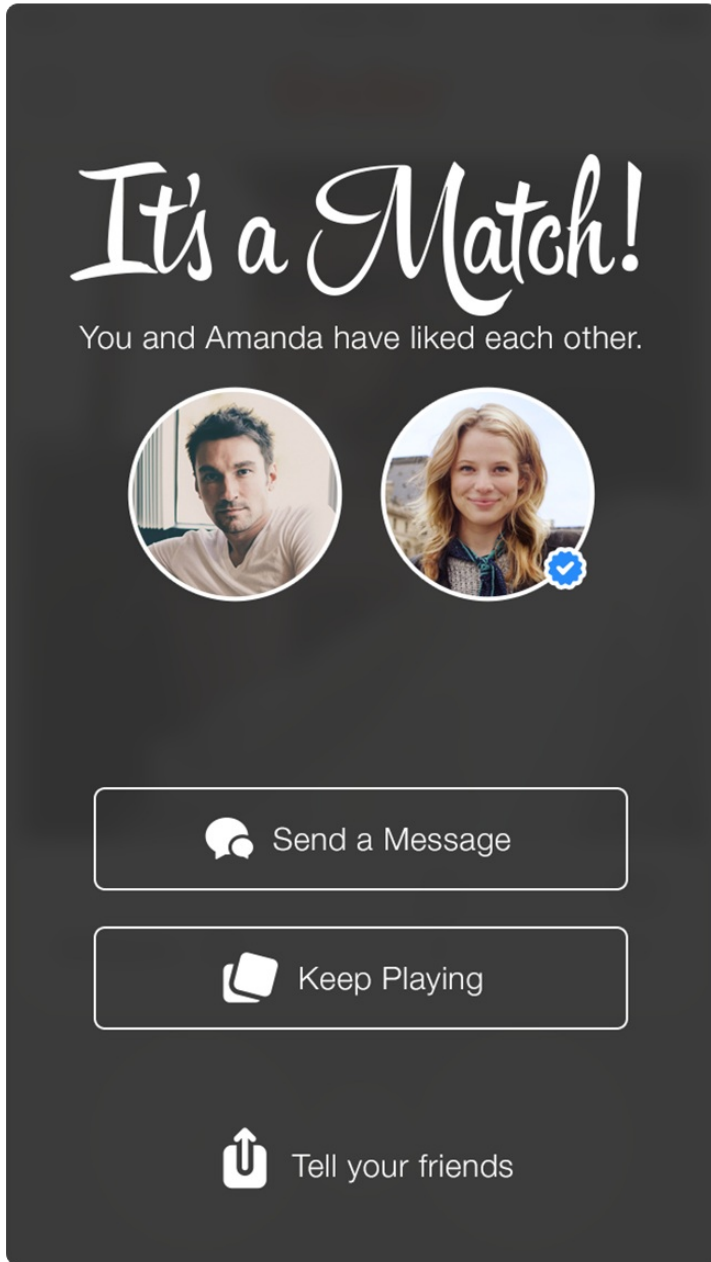 It's a Match!
You and Amanda have liked each other.
Send a Message
Keep Playing
Tell your friends